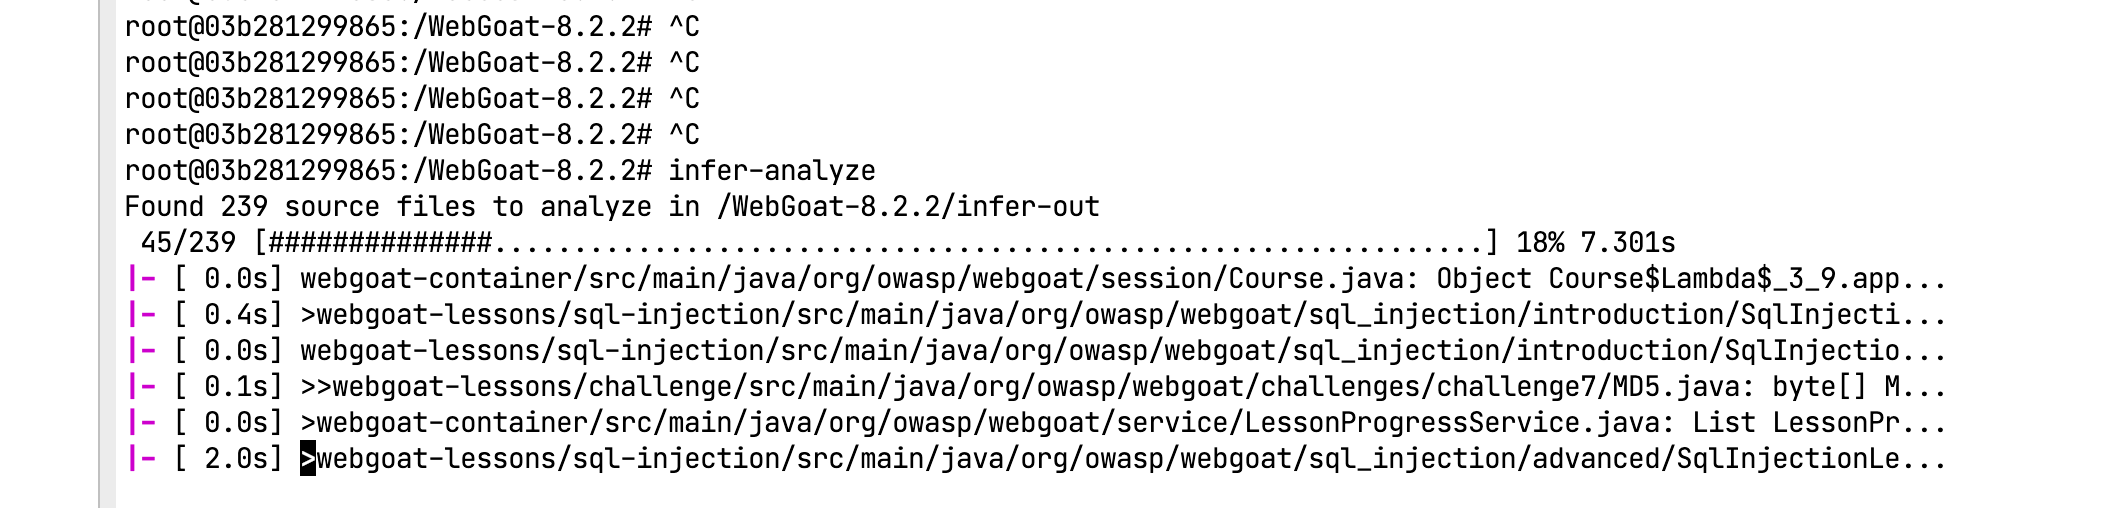 root@03b281299865:/WebGoat-8.2.2# ^C
root@03b281299865:/WebGoat-8.2.2# ^C
root@03b281299865:/WebGoat-8.2.2# ^C
root@03b281299865:/WebGoat-8.2.2# ^C
root@03b281299865:/WebGoat-8.2.2# infer-analyze
Found 239 source files to analyze in /WebGoat-8.2.2/infer-out
45/239 [##############..............................................................] 18% 7.301s
|- [ 0.0s] webgoat-container/src/main/java/org/owasp/webgoat/session/Course.java: Object Course$Lambda$_3_9.app...
|- [ 0.4s] >webgoat-lessons/sql-injection/src/main/java/org/owasp/webgoat/sql_injection/introduction/SqlInjecti...
|- [ 0.0s] webgoat-lessons/sql-injection/src/main/java/org/owasp/webgoat/sql_injection/introduction/SqlInjectio...
|- [ 0.1s] >>webgoat-lessons/challenge/src/main/java/org/owasp/webgoat/challenges/challenge7/MD5.java: byte[] M...
|- [ 0.0s] >webgoat-container/src/main/java/org/owasp/webgoat/service/LessonProgressService.java: List LessonPr...
|- [ 2.0s] >webgoat-lessons/sql-injection/src/main/java/org/owasp/webgoat/sql_injection/advanced/SqlInjectionLe...